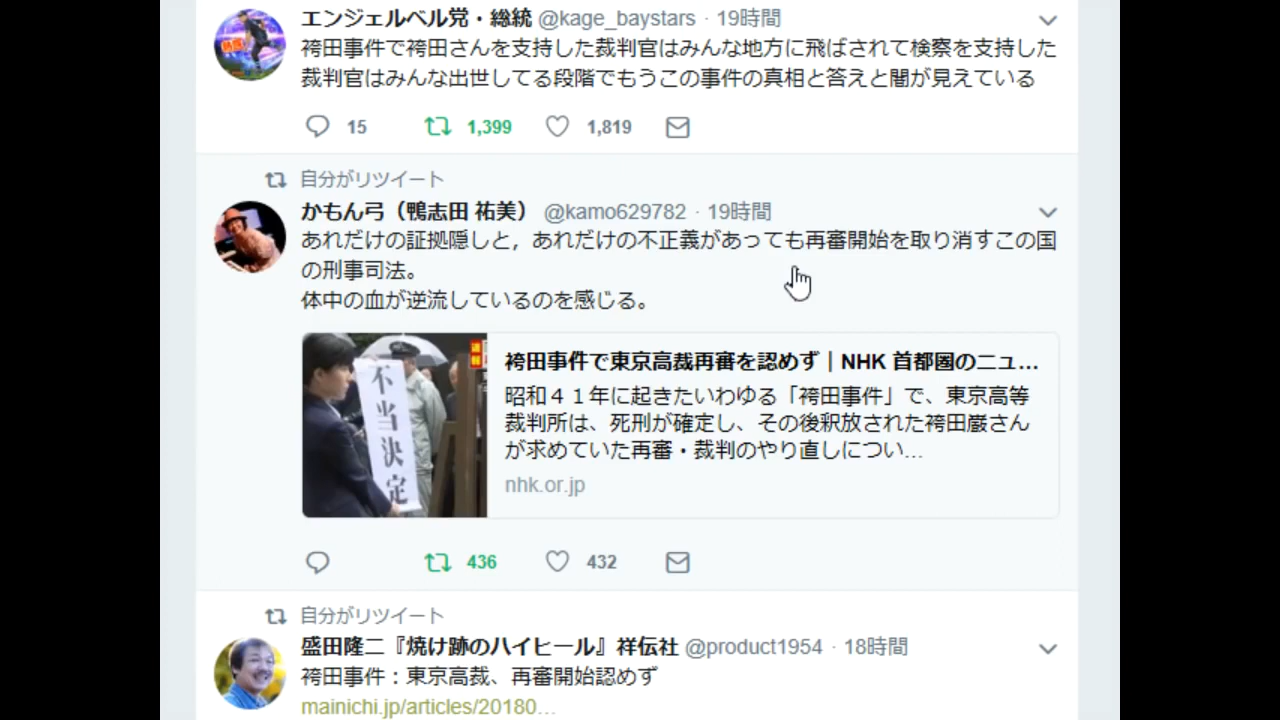 エンジェルベル党・総統 @kage_baystars · 19時間
袴田事件で袴田さんを支持した裁判官はみんな地方に飛ばされて検察を支持した
裁判官はみんな出世してる段階でもうこの事件の真相と答えと闇が見えている
15 1,399 1,819
自分がリツイート
かもん弓（鴨志田 祐美） @kamo629782 · 19時間
あれだけの証拠隠しと，あれだけの不正義があっても再審開始を取り消すこの国
の刑事司法。
体中の血が逆流しているのを感じる。
不当決定
袴田事件で東京高裁再審を認めず｜NHK 首都圏のニュ...
昭和４１年に起きたいわゆる「袴田事件」で、東京高等
裁判所は、死刑が確定し、その後釈放された袴田巌さん
が求めていた再審・裁判のやり直しについ...
nhk.or.jp
436 432
自分がリツイート
盛田隆二『焼け跡のハイヒール』祥伝社 @product1954 · 18時間
袴田事件：東京高裁、再審開始認めず
mainichi.jp/articles/20180...